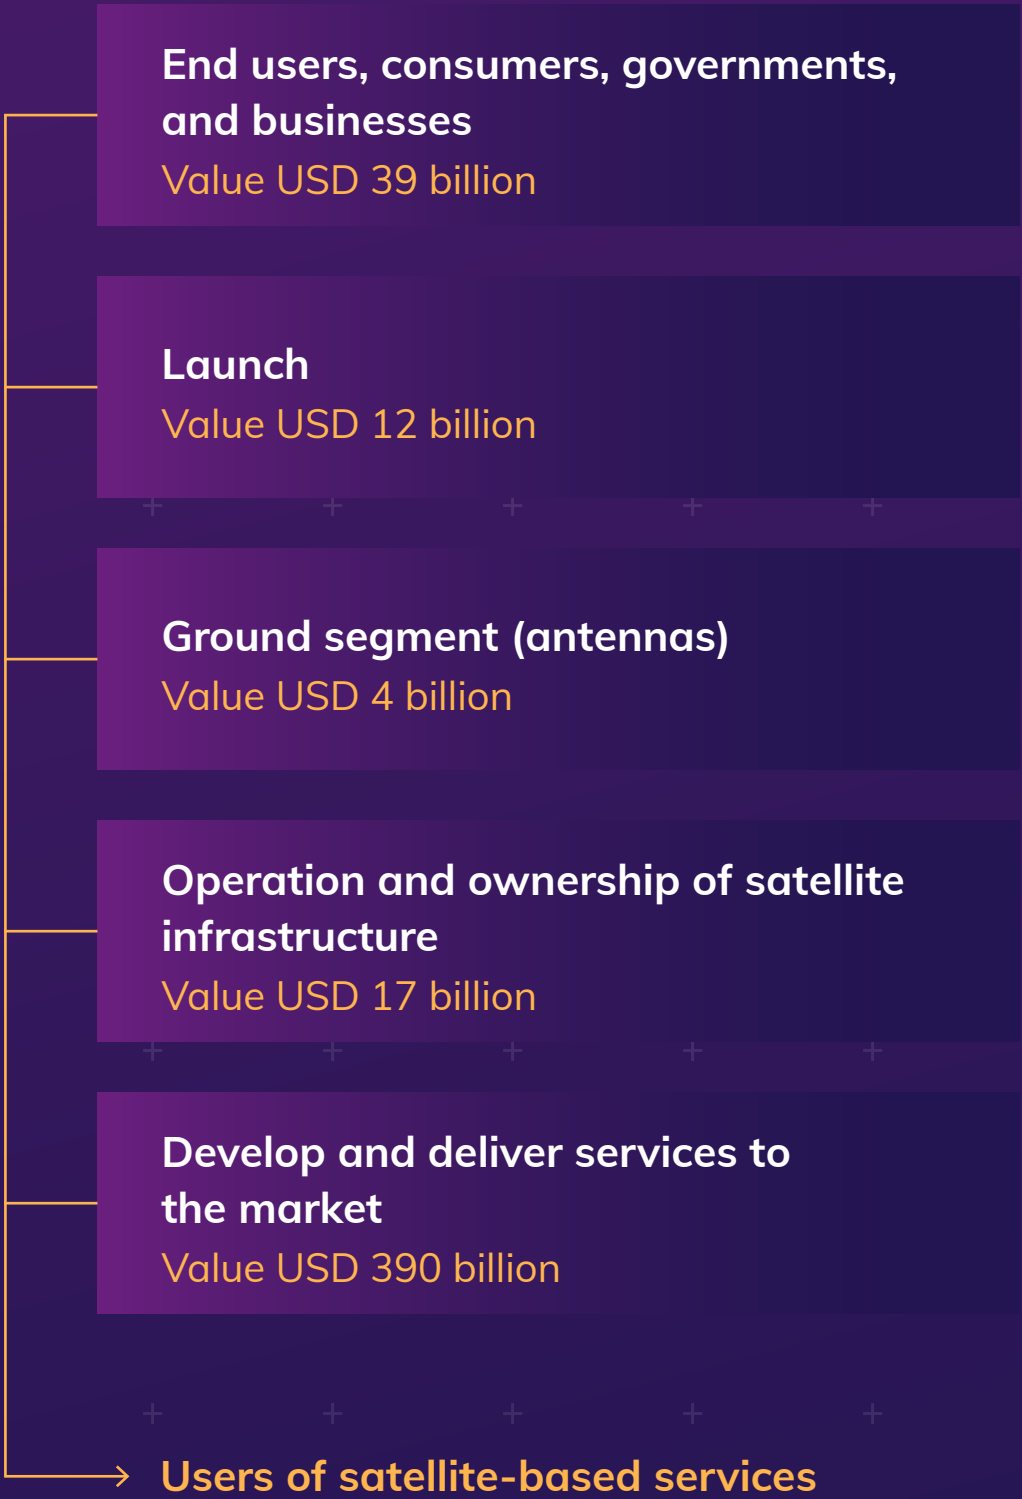 End users, consumers, governments,
and businesses
Value USD 39 billion
Launch
Value USD 12 billion
Ground segment (antennas)
Value USD 4 billion
Operation and ownership of satellite
infrastructure
Value USD 17 billion
Develop and deliver services to
the market
Value USD 390 billion
Users of satellite-based services